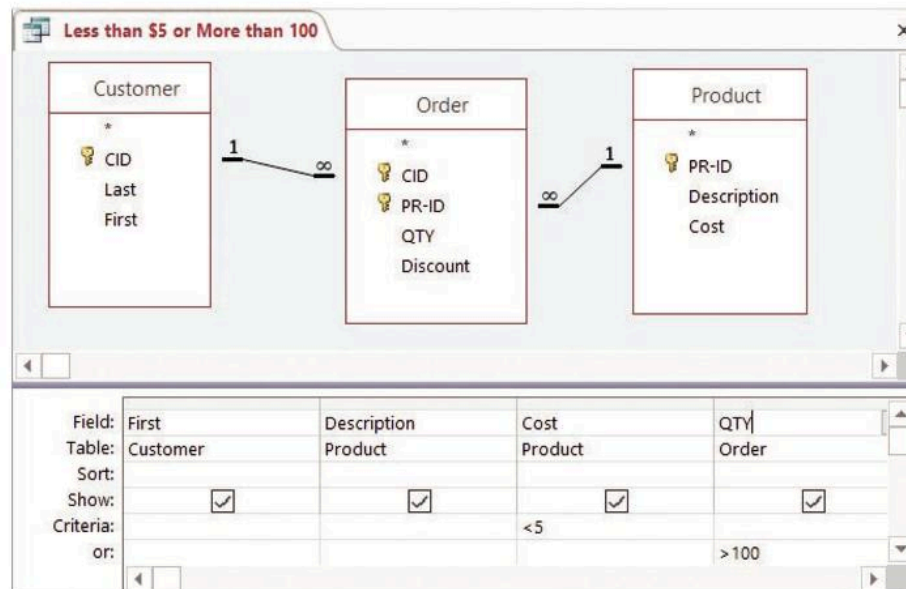 Less than $5 or More than 100
Customer
*
CID
Last
First
1
∞
Order
*
CID
PR-ID
QTY
Discount
∞
1
Product
*
PR-ID
Description
Cost
Field: First Description Cost QTY
Table: Customer Product Product Order
Sort:
Show:
Criteria: <5
or: >100